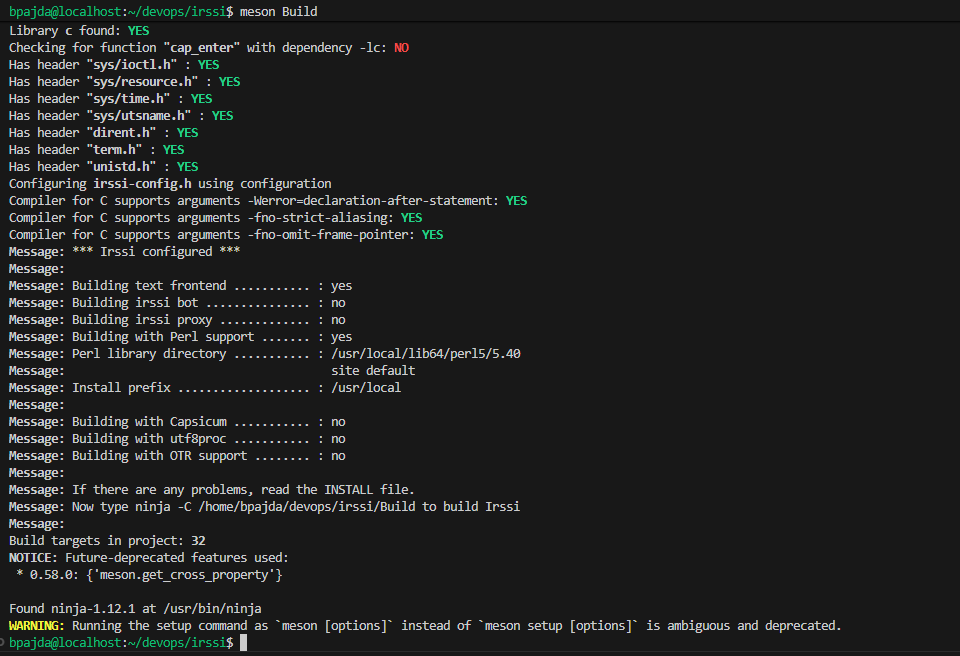 bpajda@localhost:~/devops/irssi$ meson Build
Library c found: YES
Checking for function "cap_enter" with dependency -lc: NO
Has header "sys/ioctl.h" : YES
Has header "sys/resource.h" : YES
Has header "sys/time.h" : YES
Has header "sys/utsname.h" : YES
Has header "dirent.h" : YES
Has header "term.h" : YES
Has header "unistd.h" : YES
Configuring irssi-config.h using configuration
Compiler for C supports arguments -Werror=declaration-after-statement: YES
Compiler for C supports arguments -fno-strict-aliasing: YES
Compiler for C supports arguments -fno-omit-frame-pointer: YES
Message: *** Irssi configured ***
Message:
Message: Building text frontend ........... : yes
Message: Building irssi bot ............... : no
Message: Building irssi proxy ............. : no
Message: Building with Perl support ....... : yes
Message: Perl library directory ........... : /usr/local/lib64/perl5/5.40
Message:                                      site default
Message: Install prefix ................... : /usr/local
Message:
Message: Building with Capsicum ........... : no
Message: Building with utf8proc ........... : no
Message: Building with OTR support ........ : no
Message:
Message: If there are any problems, read the INSTALL file.
Message: Now type ninja -C /home/bpajda/devops/irssi/Build to build Irssi
Message:
Build targets in project: 32
NOTICE: Future-deprecated features used:
 * 0.58.0: {'meson.get_cross_property'}

Found ninja-1.12.1 at /usr/bin/ninja
WARNING: Running the setup command as `meson [options]` instead of `meson setup [options]` is ambiguous and deprecated.
bpajda@localhost:~/devops/irssi$